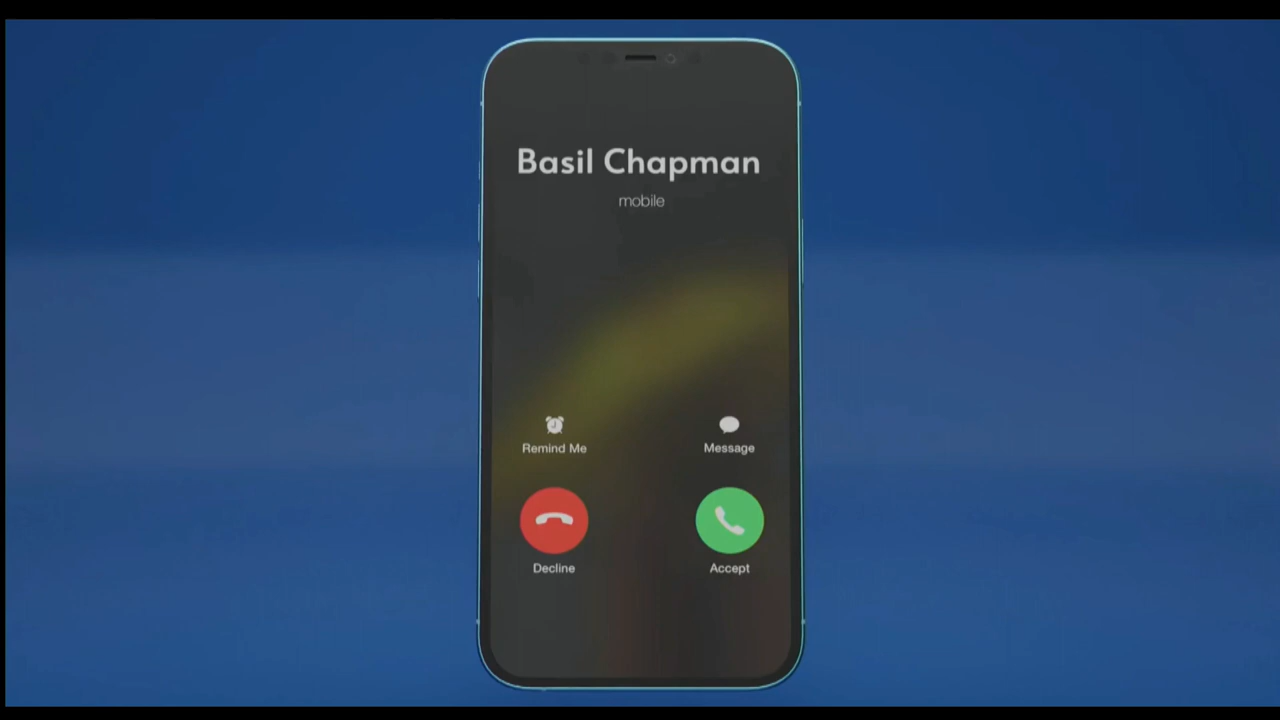 Basil Chapman
mobile
Remind Me
Message
Decline
Accept